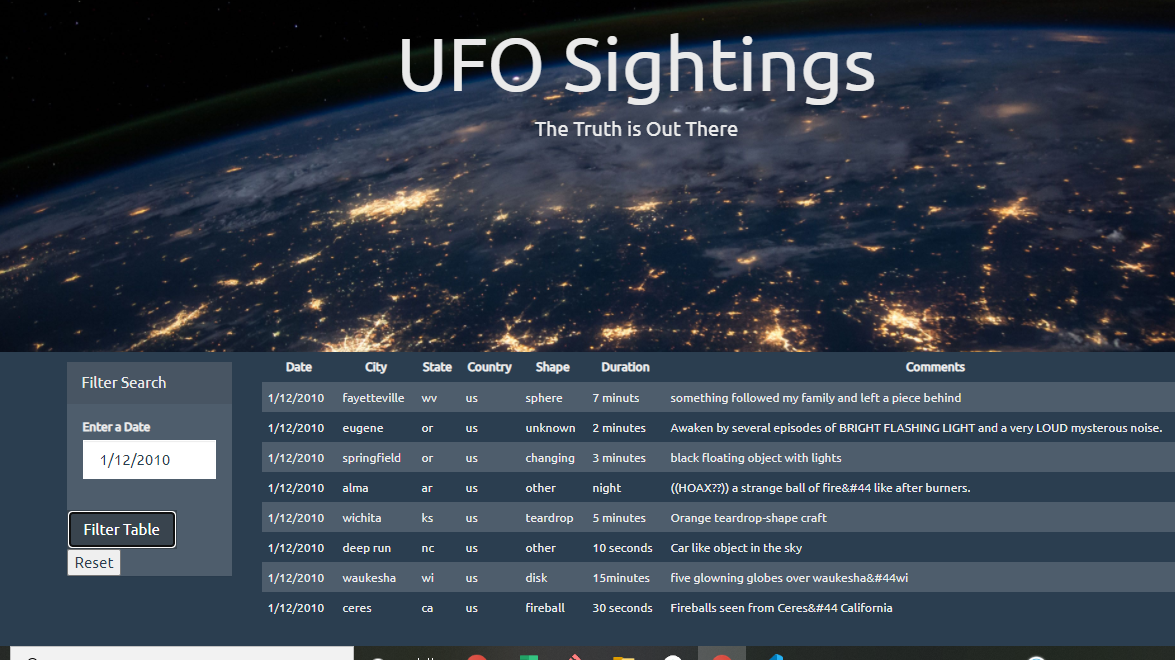 UFO Sightings
The Truth is Out There
Filter Search
Enter a Date
1/12/2010
Filter Table
Reset
Date City State Country Shape Duration Comments
1/12/2010 fayetteville wv us sphere 7 minuts something followed my family and left a piece behind
1/12/2010 eugene or us unknown 2 minutes Awaken by several episodes of BRIGHT FLASHING LIGHT and a very LOUD mysterous noise.
1/12/2010 springfield or us changing 3 minutes black floating object with lights
1/12/2010 alma ar us other night ((HOAX??)) a strange ball of fire&#44 like after burners.
1/12/2010 wichita ks us teardrop 5 minutes Orange teardrop-shape craft
1/12/2010 deep run nc us other 10 seconds Car like object in the sky
1/12/2010 waukesha wi us disk 15minutes five glowning globes over waukesha&#44wi
1/12/2010 ceres ca us fireball 30 seconds Fireballs seen from Ceres&#44 California